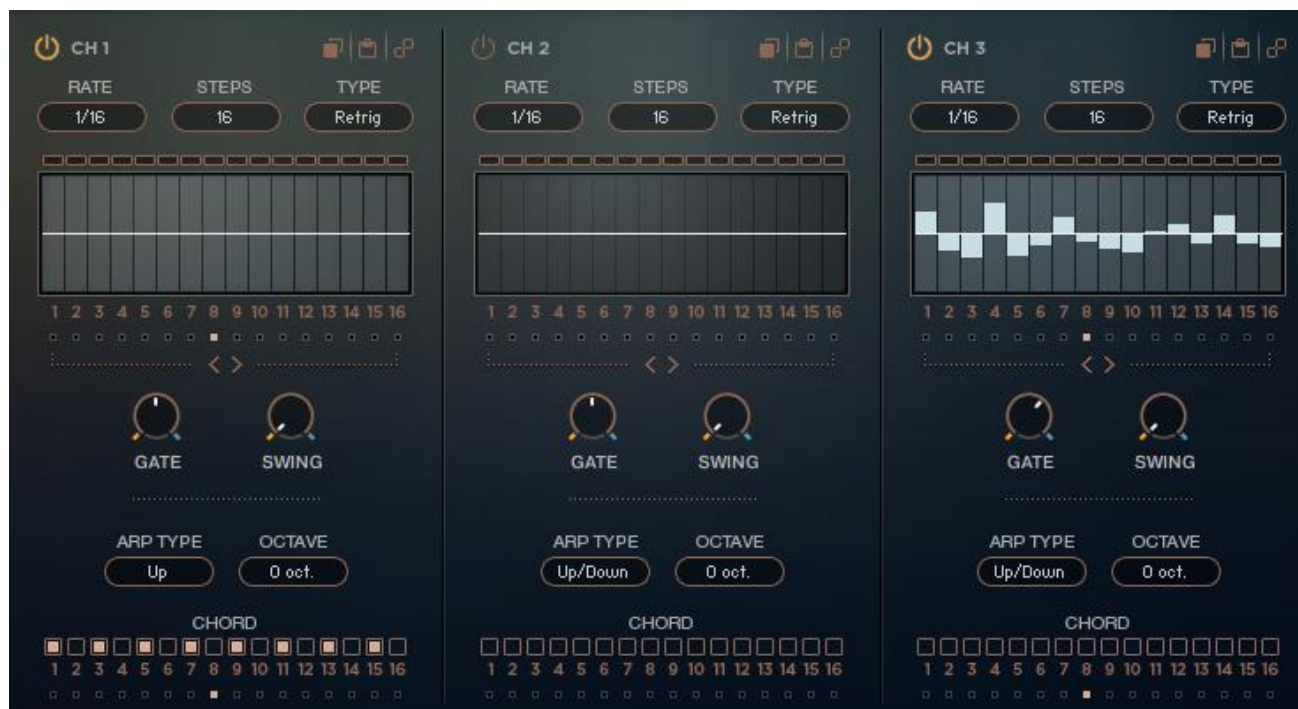 CH 1 CH 2 CH 3
RATE STEPS TYPE RATE STEPS TYPE RATE STEPS TYPE
1/16 16 Retrig 1/16 16 Retrig 1/16 16 Retrig
1 2 3 4 5 6 7 8 9 10 11 12 13 14 15 16 1 2 3 4 5 6 7 8 9 10 11 12 13 14 15 16 1 2 3 4 5 6 7 8 9 10 11 12 13 14 15 16
GATE SWING GATE SWING GATE SWING
ARP TYPE OCTAVE ARP TYPE OCTAVE ARP TYPE OCTAVE
Up 0 oct. Up/Down 0 oct. Up/Down 0 oct.
CHORD CHORD CHORD
1 2 3 4 5 6 7 8 9 10 11 12 13 14 15 16 1 2 3 4 5 6 7 8 9 10 11 12 13 14 15 16 1 2 3 4 5 6 7 8 9 10 11 12 13 14 15 16